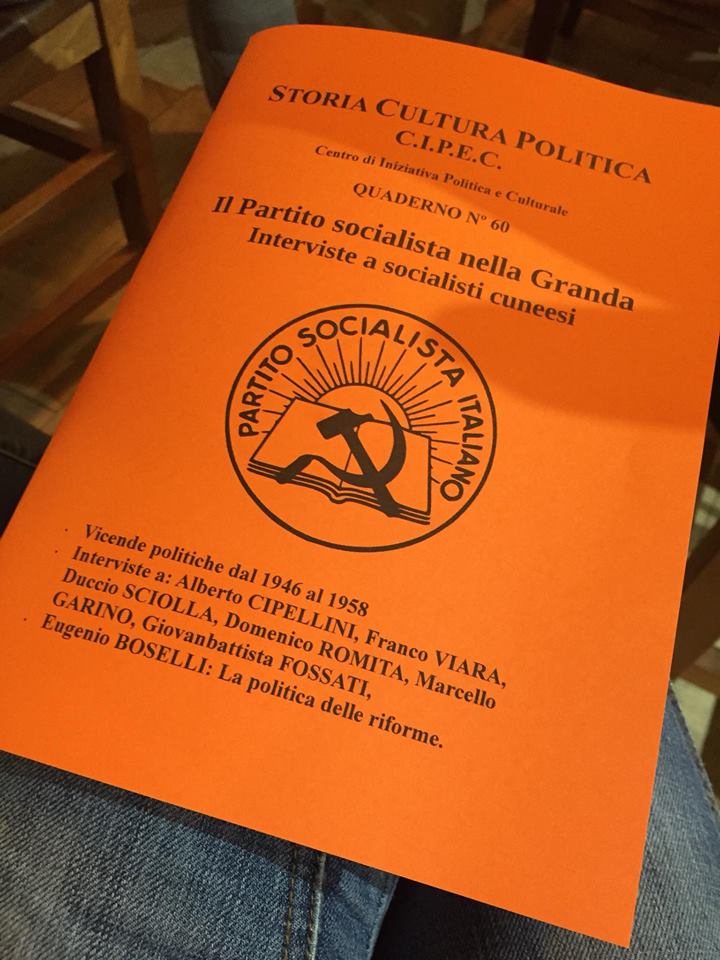 STORIA CULTURA POLITICA
C.I.P.E.C.
Centro di Iniziativa Politica e Culturale
QUADERNO N° 60
Il Partito socialista nella Granda
Interviste a socialisti cuneesi
PARTITO SOCIALISTA ITALIANO
· Vicende politiche dal 1946 al 1958
· Interviste a: Alberto CIPELLINI, Franco VIARA,
Duccio SCIOLLA, Domenico ROMITA, Marcello
GARINO, Giovanbattista FOSSATI,
· Eugenio BOSELLI: La politica delle riforme.